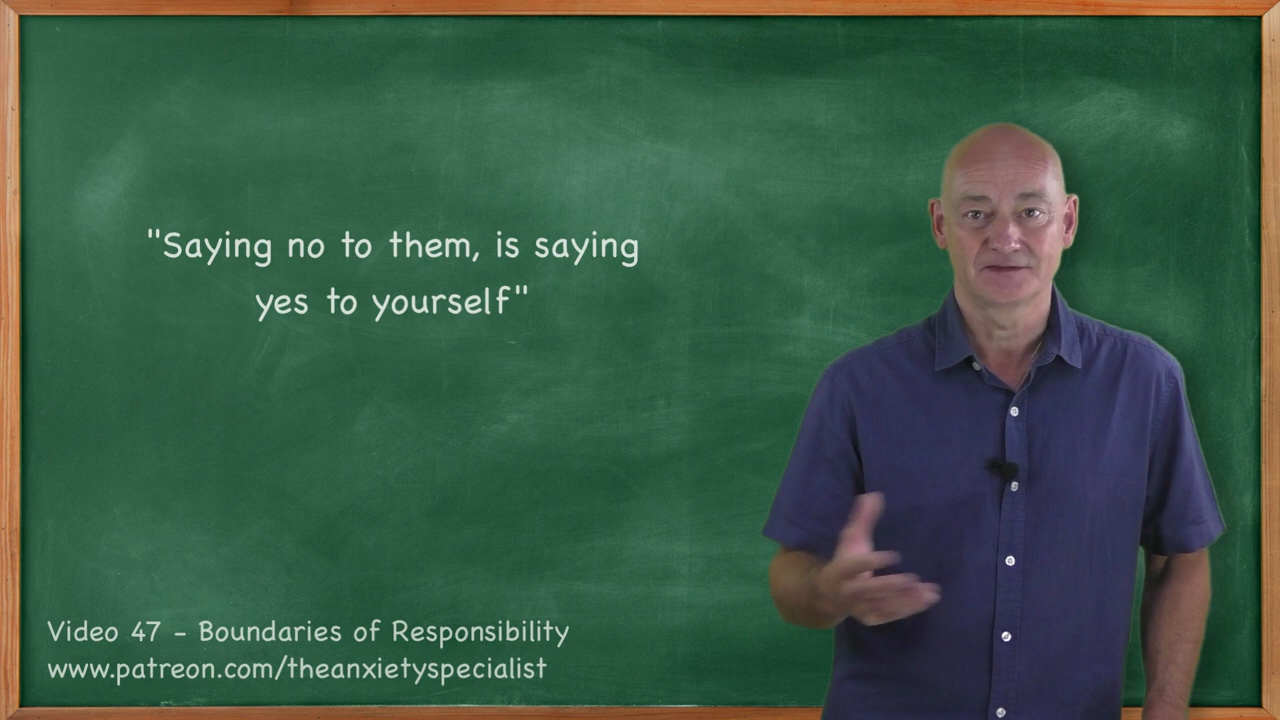 "Saying no to them, is saying
yes to yourself"
Video 47 - Boundaries of Responsibility
www.patreon.com/theanxietyspecialist